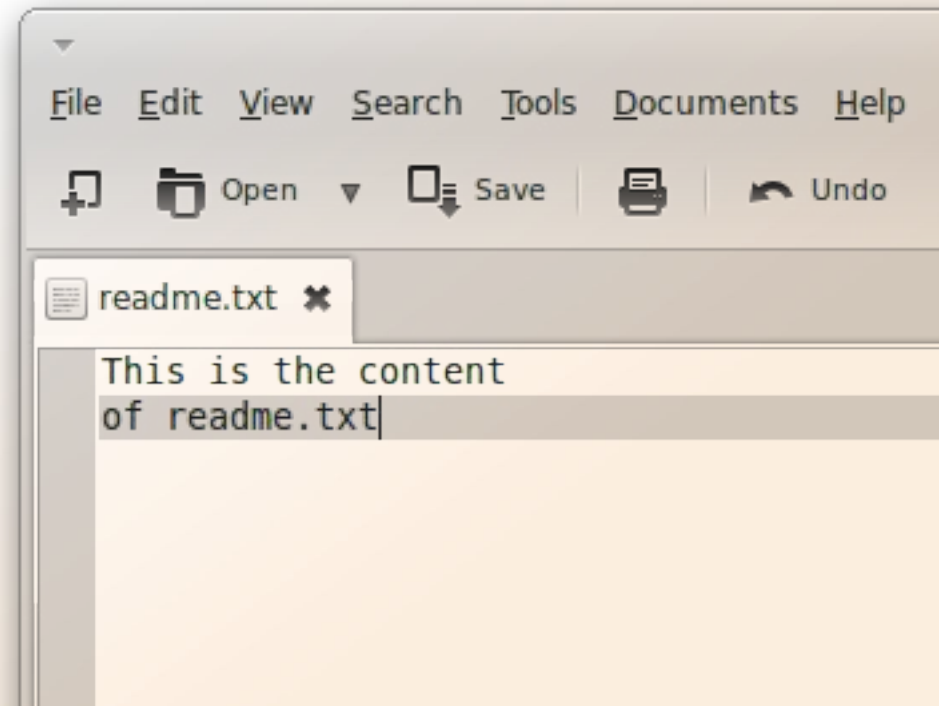 File Edit View Search Tools Documents Help
Open Save Undo
readme.txt
This is the content
of readme.txt